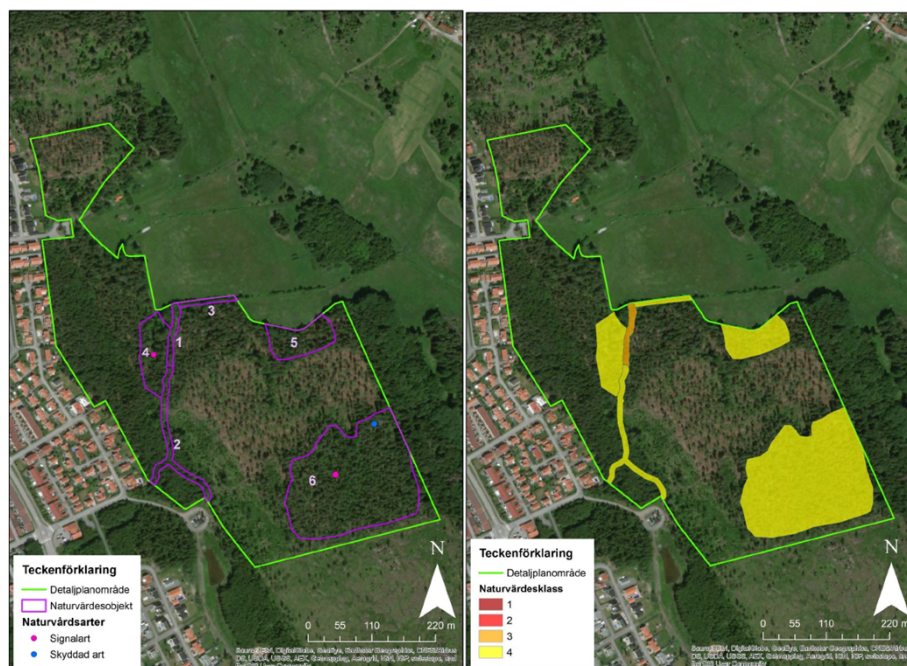 1
3
4
5
2
6
N
Teckenförklaring
Detaljplanområde
Naturvärdesobjekt
Naturvårdsarter
Signalart
Skyddad art
0 55 110 220 m
N
Teckenförklaring
Detaljplanområde
Naturvärdesklass
1
2
3
4
0 55 110 220 m